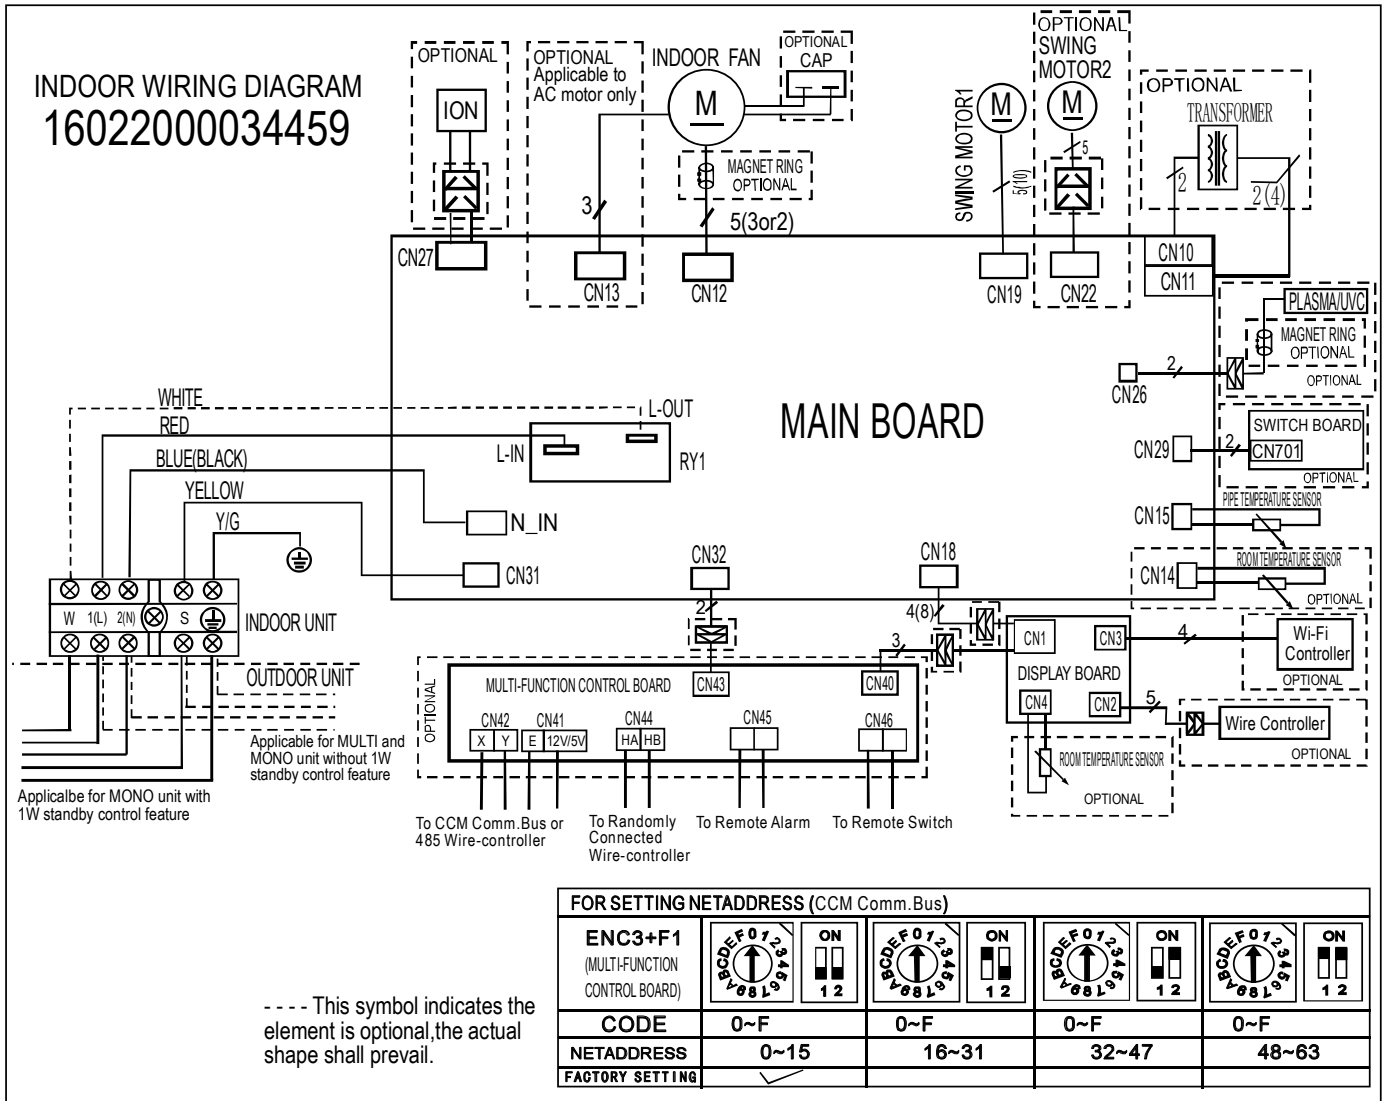 INDOOR WIRING DIAGRAM
16022000034459
OPTIONAL
ION
CN27
OPTIONAL
Applicable to
AC motor only
3
CN13
INDOOR FAN
M
OPTIONAL
CAP
MAGNET RING
OPTIONAL
5(3or2)
CN12
SWING MOTOR1
M
5(10)
CN19
OPTIONAL
SWING
MOTOR2
M
5
CN22
OPTIONAL
TRANSFORMER
2
2(4)
CN10
CN11
PLASMA/UVC
MAGNET RING
OPTIONAL
OPTIONAL
2
CN26
MAIN BOARD
SWITCH BOARD
CN29
2
CN701
OPTIONAL
PIPE TEMPERATURE SENSOR
CN15
ROOM TEMPERATURE SENSOR
CN14
OPTIONAL
WHITE
L-OUT
RED
L-IN
RY1
BLUE(BLACK)
YELLOW
N_IN
Y/G
CN31
CN32
CN18
W
1(L)
2(N)
S
INDOOR UNIT
OUTDOOR UNIT
Applicable for MULTI and
MONO unit without 1W
standby control feature
Applicalbe for MONO unit with
1W standby control feature
2
4(8)
3
OPTIONAL
MULTI-FUNCTION CONTROL BOARD
CN43
CN40
CN42
CN41
CN44
CN45
CN46
X
Y
E
12V/5V
HA
HB
To CCM Comm.Bus or
485 Wire-controller
To Randomly
Connected
Wire-controller
To Remote Alarm
To Remote Switch
CN1
CN3
4
Wi-Fi
Controller
OPTIONAL
DISPLAY BOARD
CN4
CN2
5
Wire Controller
OPTIONAL
ROOM TEMPERATURE SENSOR
OPTIONAL
---- This symbol indicates the
element is optional,the actual
shape shall prevail.
FOR SETTING NETADDRESS (CCM Comm.Bus)
ENC3+F1
(MULTI-FUNCTION
CONTROL BOARD)
0123456789ABCDEF
ON
1 2
0123456789ABCDEF
ON
1 2
0123456789ABCDEF
ON
1 2
0123456789ABCDEF
ON
1 2
CODE 0~F 0~F 0~F 0~F
NETADDRESS 0~15 16~31 32~47 48~63
FACTORY SETTING